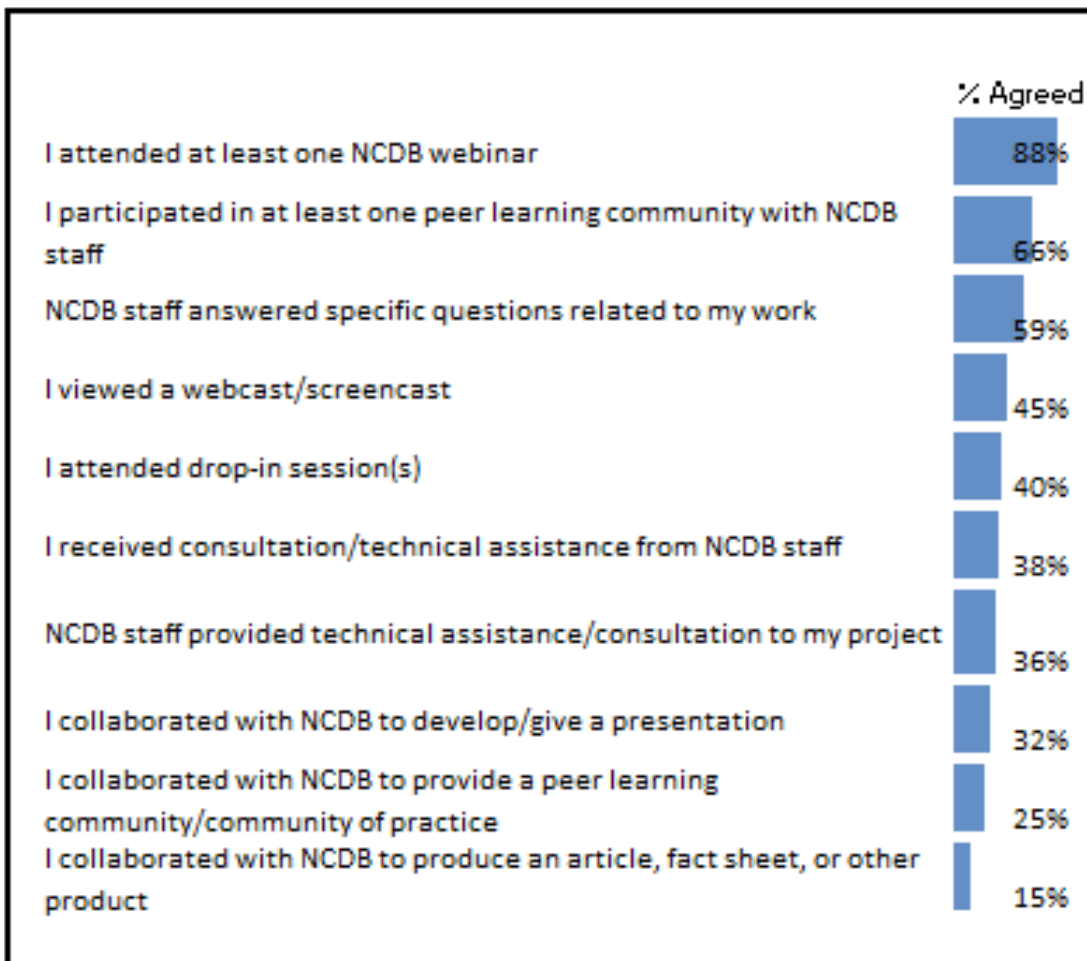 % Agreed
I attended at least one NCDB webinar 88%
I participated in at least one peer learning community with NCDB
staff 66%
NCDB staff answered specific questions related to my work 59%
I viewed a webcast/screencast 45%
I attended drop-in session(s) 40%
I received consultation/technical assistance from NCDB staff 38%
NCDB staff provided technical assistance/consultation to my project 36%
I collaborated with NCDB to develop/give a presentation 32%
I collaborated with NCDB to provide a peer learning
community/community of practice 25%
I collaborated with NCDB to produce an article, fact sheet, or other
product 15%